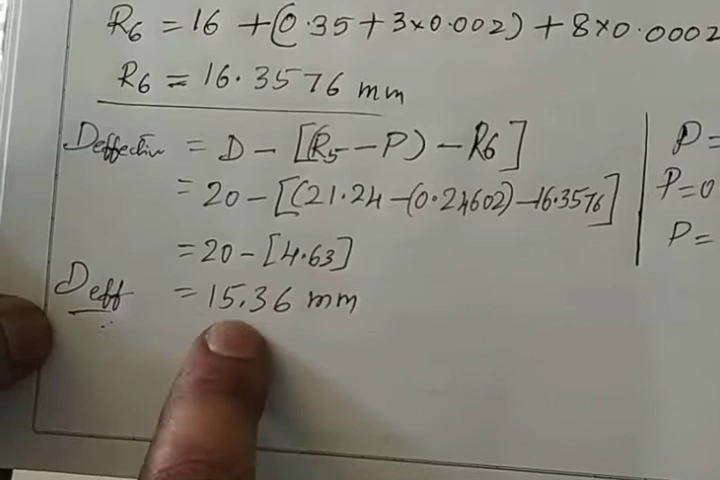 R6 = 16 + (0.35 + 3×0.002) + 8×0.0002
R6 = 16.3576 mm
Deffectiv = D - [(R5 - P) - R6]
= 20 - [(21.24 - (0.24602) - 16.3576]
= 20 - [4.63]
Deff = 15.36 mm
P =
P = 0
P =